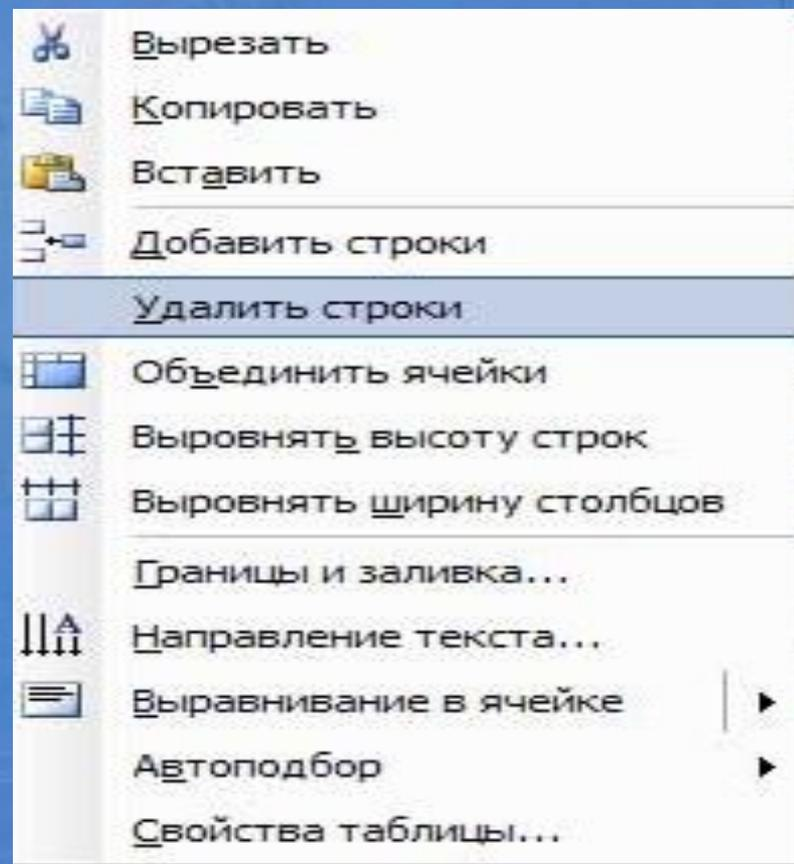 Вырезать
Копировать
Вставить
Добавить строки
Удалить строки
Объединить ячейки
Выровнять высоту строк
Выровнять ширину столбцов
Границы и заливка...
Направление текста...
Выравнивание в ячейке
Автоподбор
Свойства таблицы...